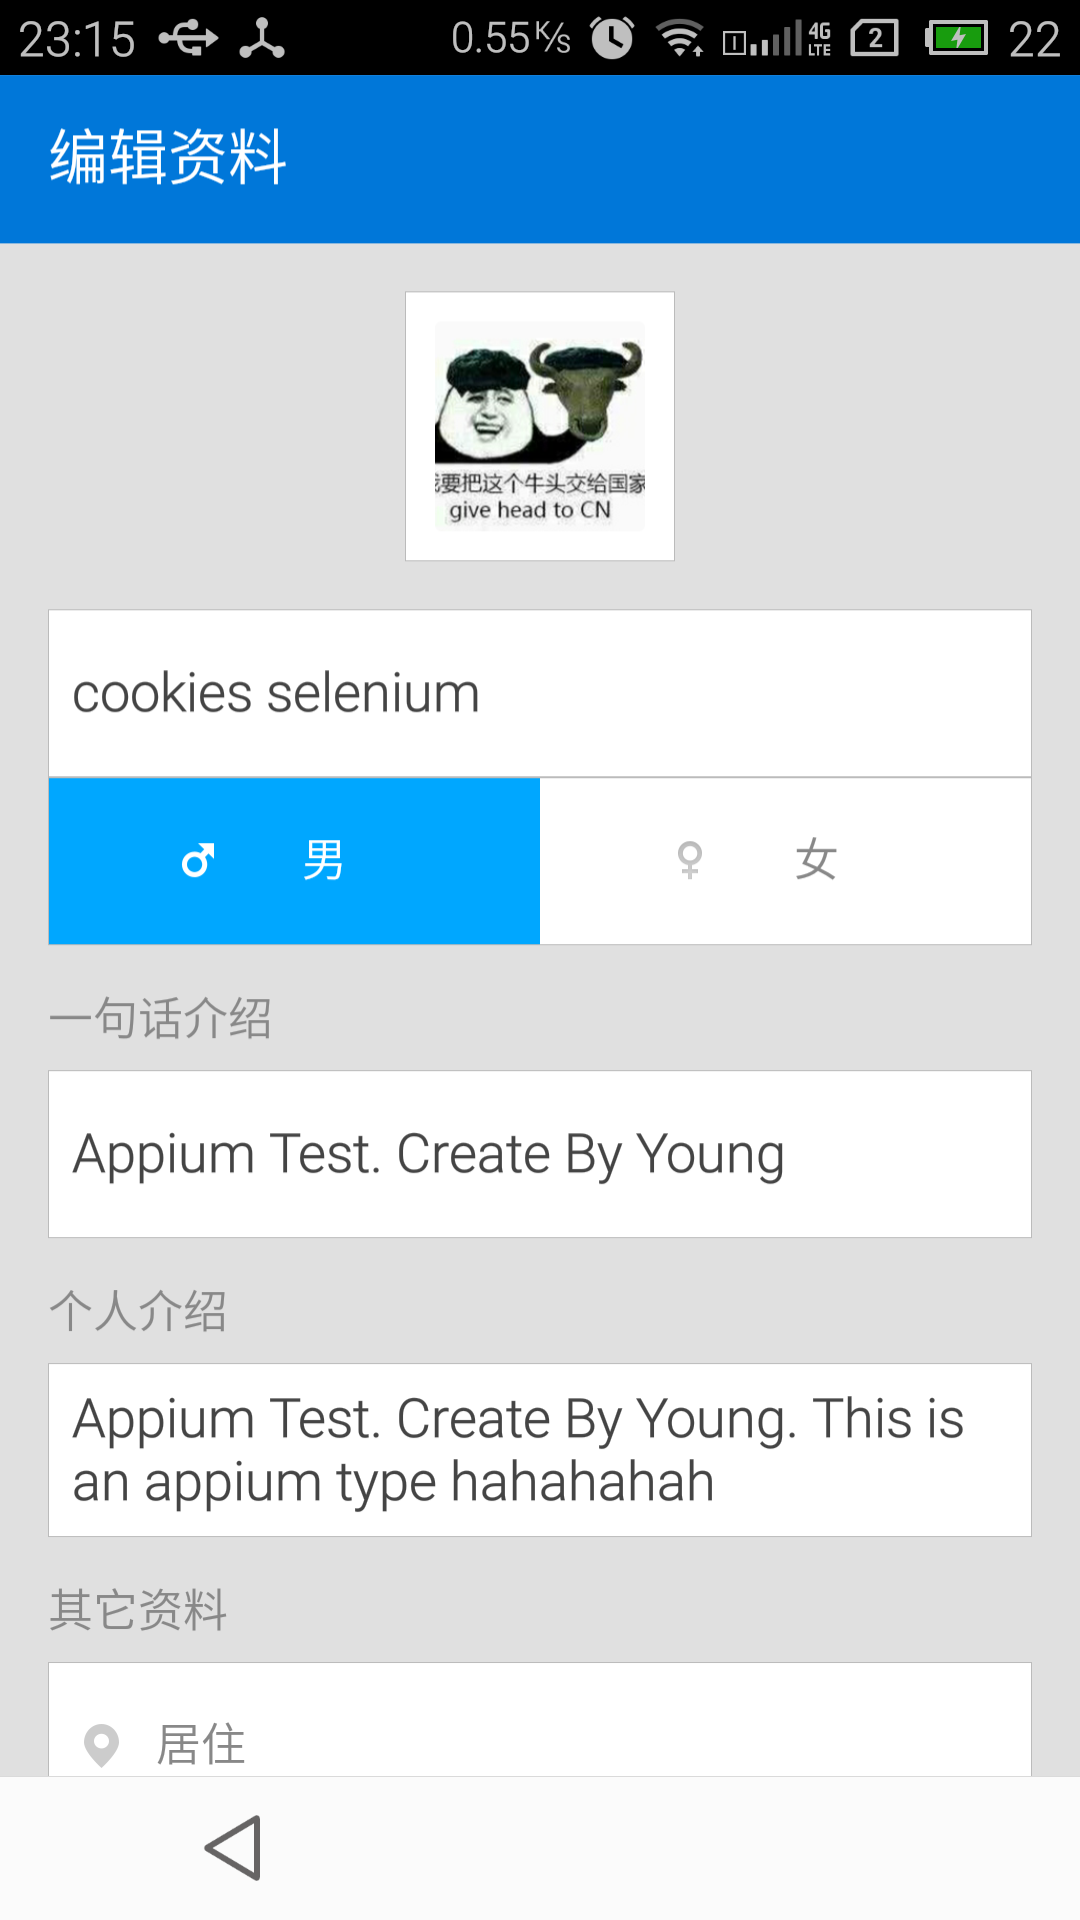 23:15 0.55K/s 4G LTE 2 22
编辑资料
要把这个牛头交给国家
give head to CN
cookies selenium
男 女
一句话介绍
Appium Test. Create By Young
个人介绍
Appium Test. Create By Young. This is
an appium type hahahahah
其它资料
居住